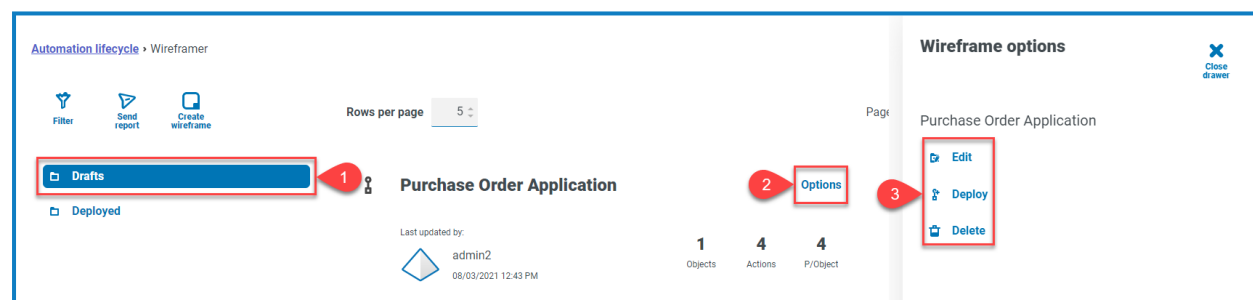 Automation lifecycle › Wireframer
Filter
Send
report
Create
wireframe
Rows per page 5
Page
Drafts
Deployed
1
Purchase Order Application
2
Options
Last updated by:
admin2
08/03/2021 12:43 PM
1 4 4
Objects Actions P/Object
Wireframe options
Close
drawer
Purchase Order Application
3
Edit
Deploy
Delete